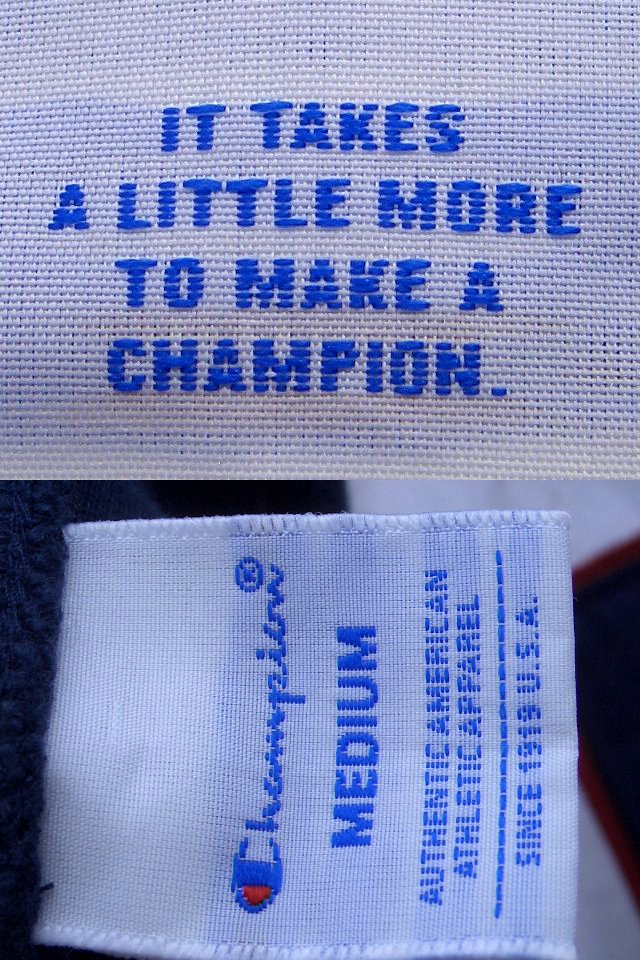 IT TAKES
A LITTLE MORE
TO MAKE A
CHAMPION.
Champion®
MEDIUM
AUTHENTIC AMERICAN
ATHLETIC APPAREL
SINCE 1919 U.S.A.